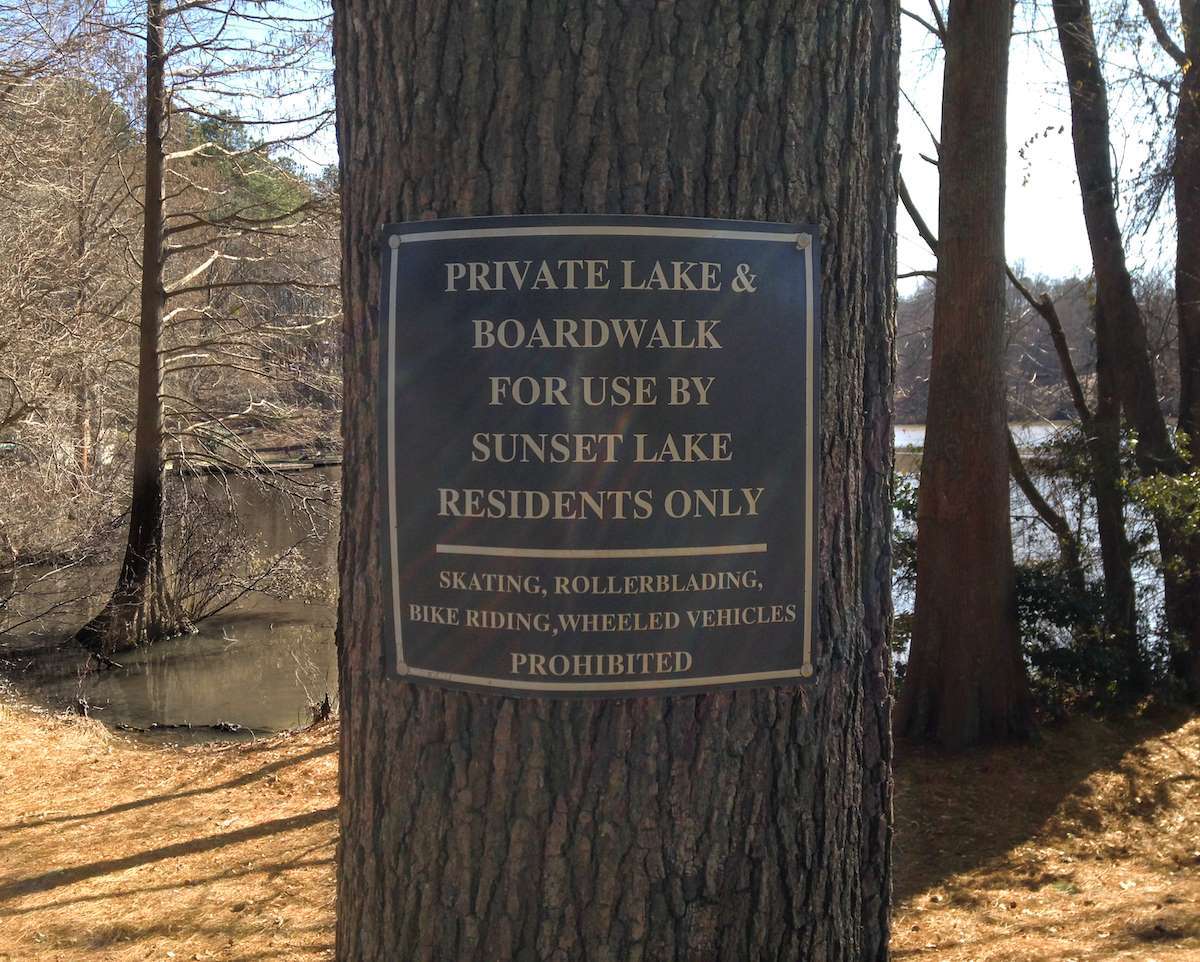 PRIVATE LAKE &
BOARDWALK
FOR USE BY
SUNSET LAKE
RESIDENTS ONLY
SKATING, ROLLERBLADING,
BIKE RIDING,WHEELED VEHICLES
PROHIBITED